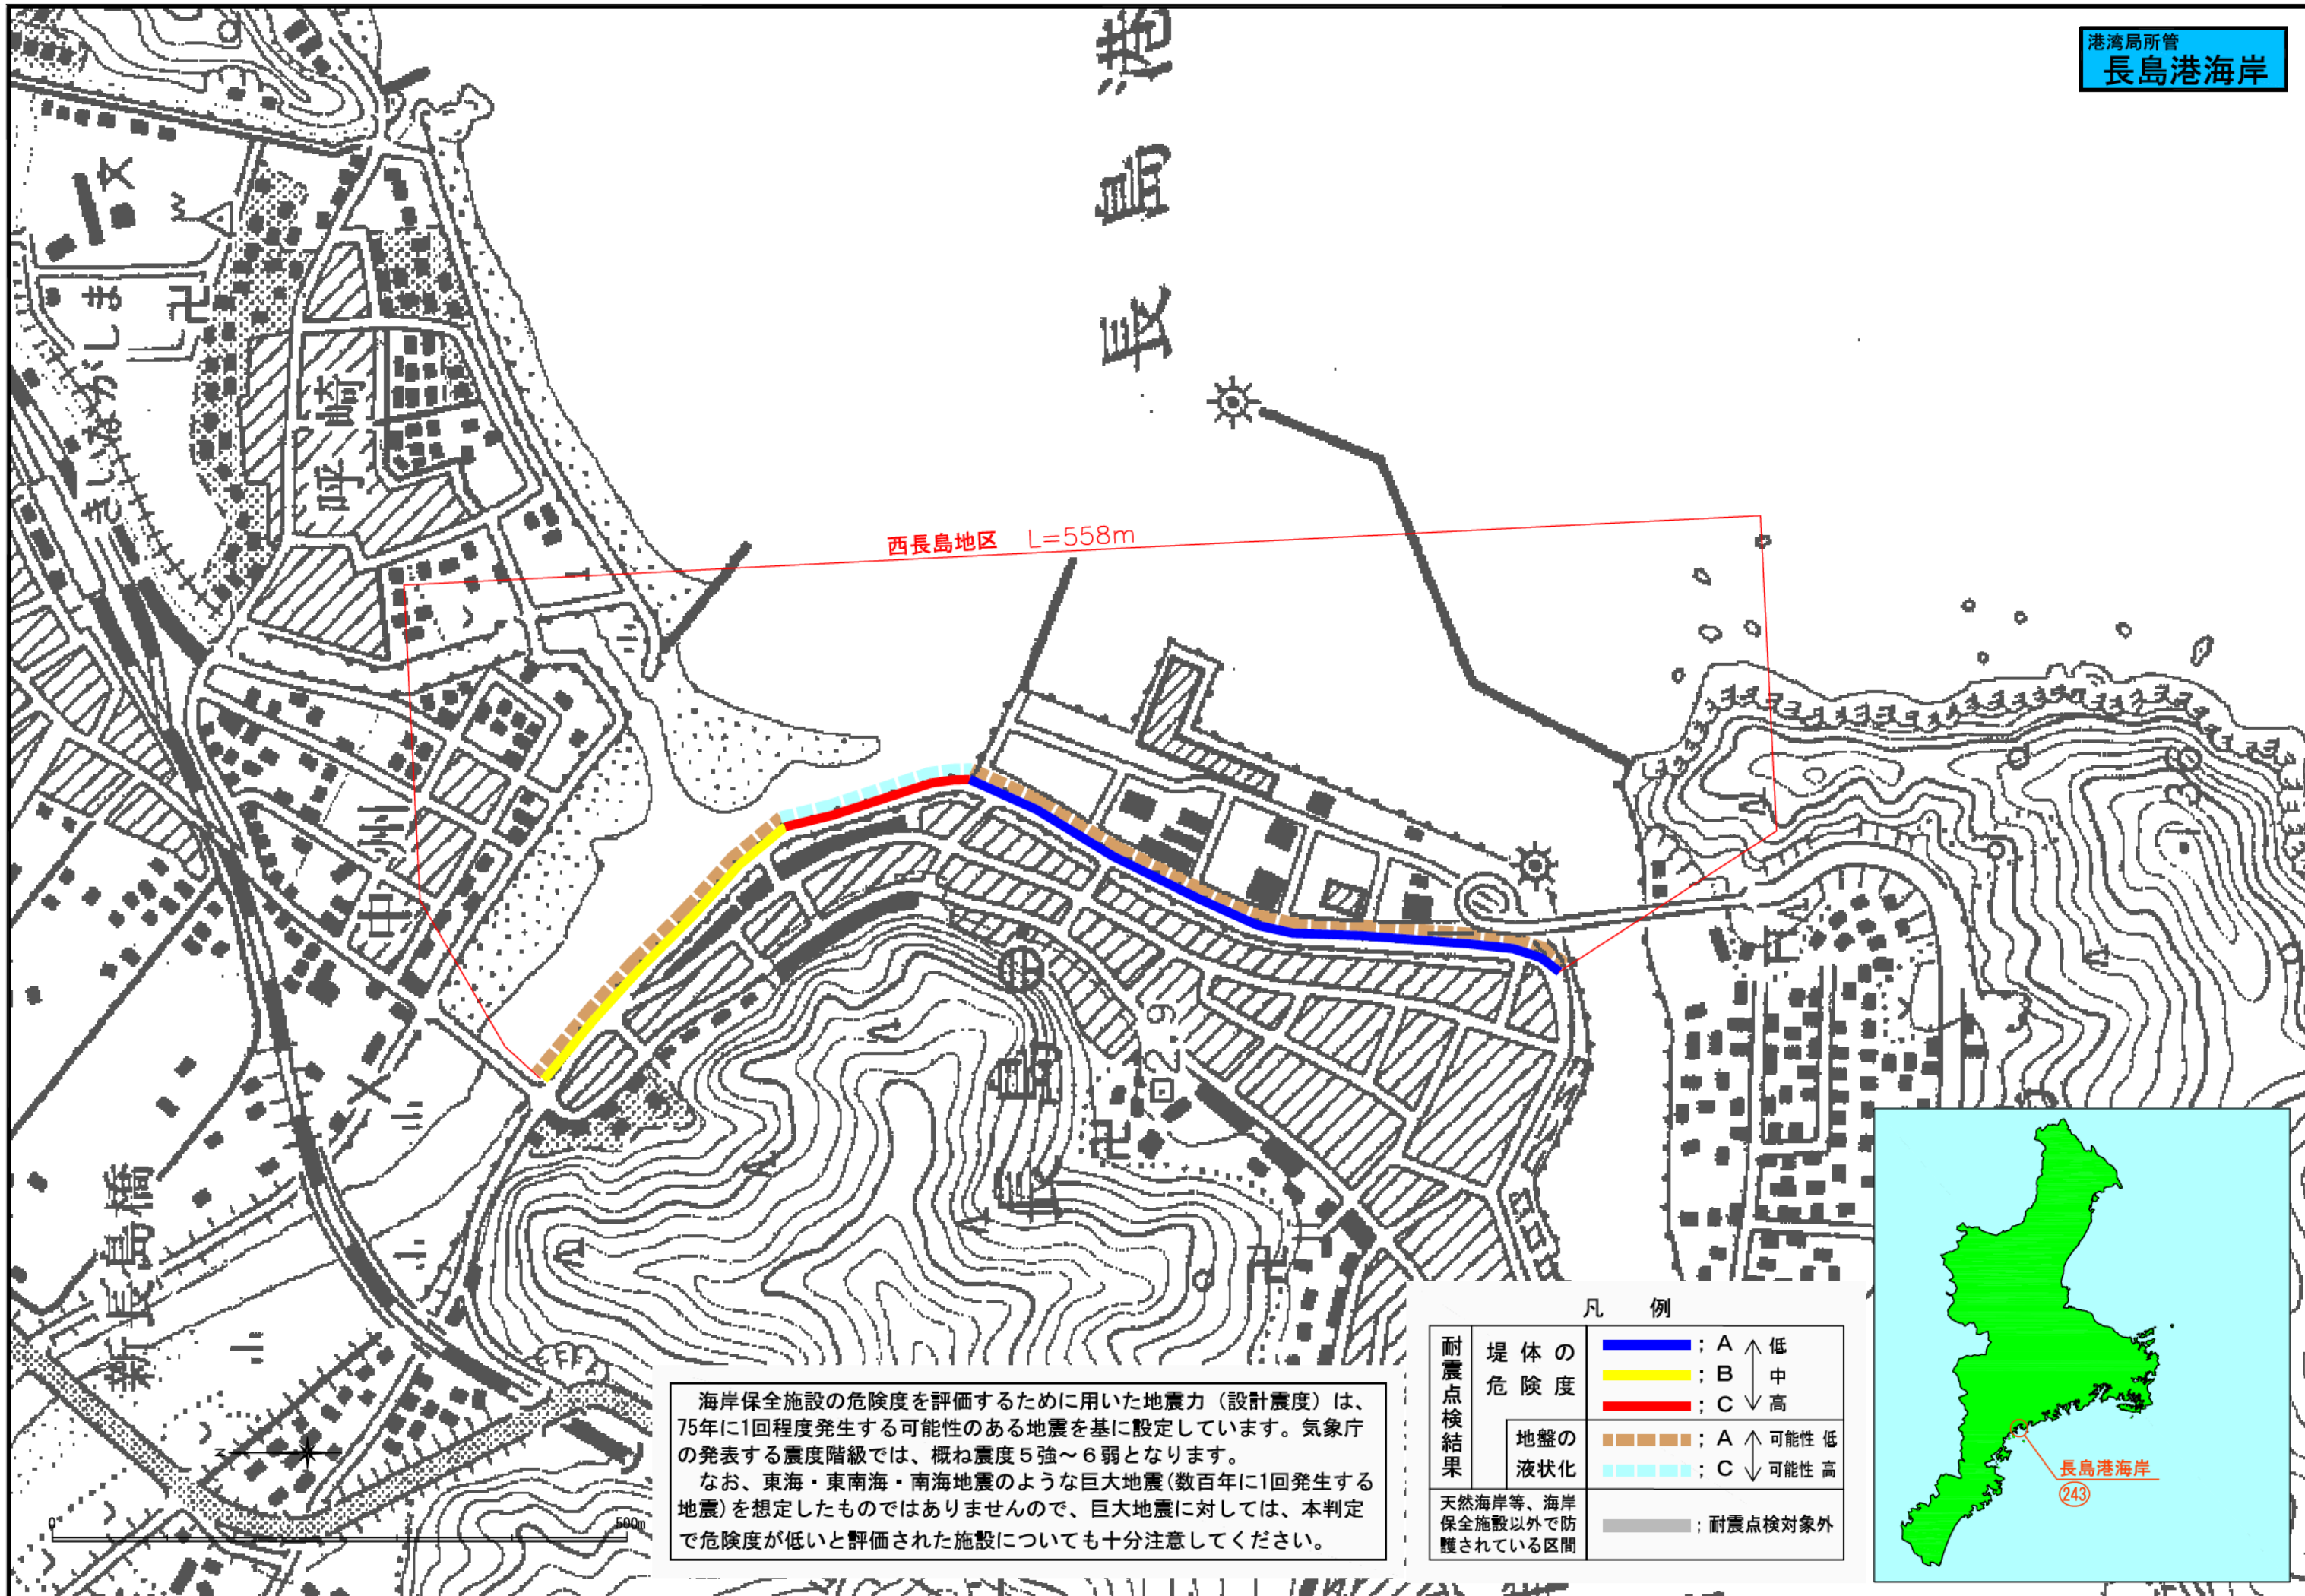 港湾局所管
長島港海岸
長島港
文
きいながしま
呼崎
西長島地区 L=558m
中州
長島
29
新長島橋
0
500m
海岸保全施設の危険度を評価するために用いた地震力（設計震度）は、
75年に1回程度発生する可能性のある地震を基に設定しています。気象庁
の発表する震度階級では、概ね震度５強～６弱となります。
なお、東海・東南海・南海地震のような巨大地震(数百年に1回発生する
地震)を想定したものではありませんので、巨大地震に対しては、本判定
で危険度が低いと評価された施設についても十分注意してください。
凡 例
耐震点検結果
堤体の
危険度
; A 低
; B 中
; C 高
地盤の
液状化
; A 可能性 低
; C 可能性 高
天然海岸等、海岸
保全施設以外で防
護されている区間
; 耐震点検対象外
長島港海岸
243